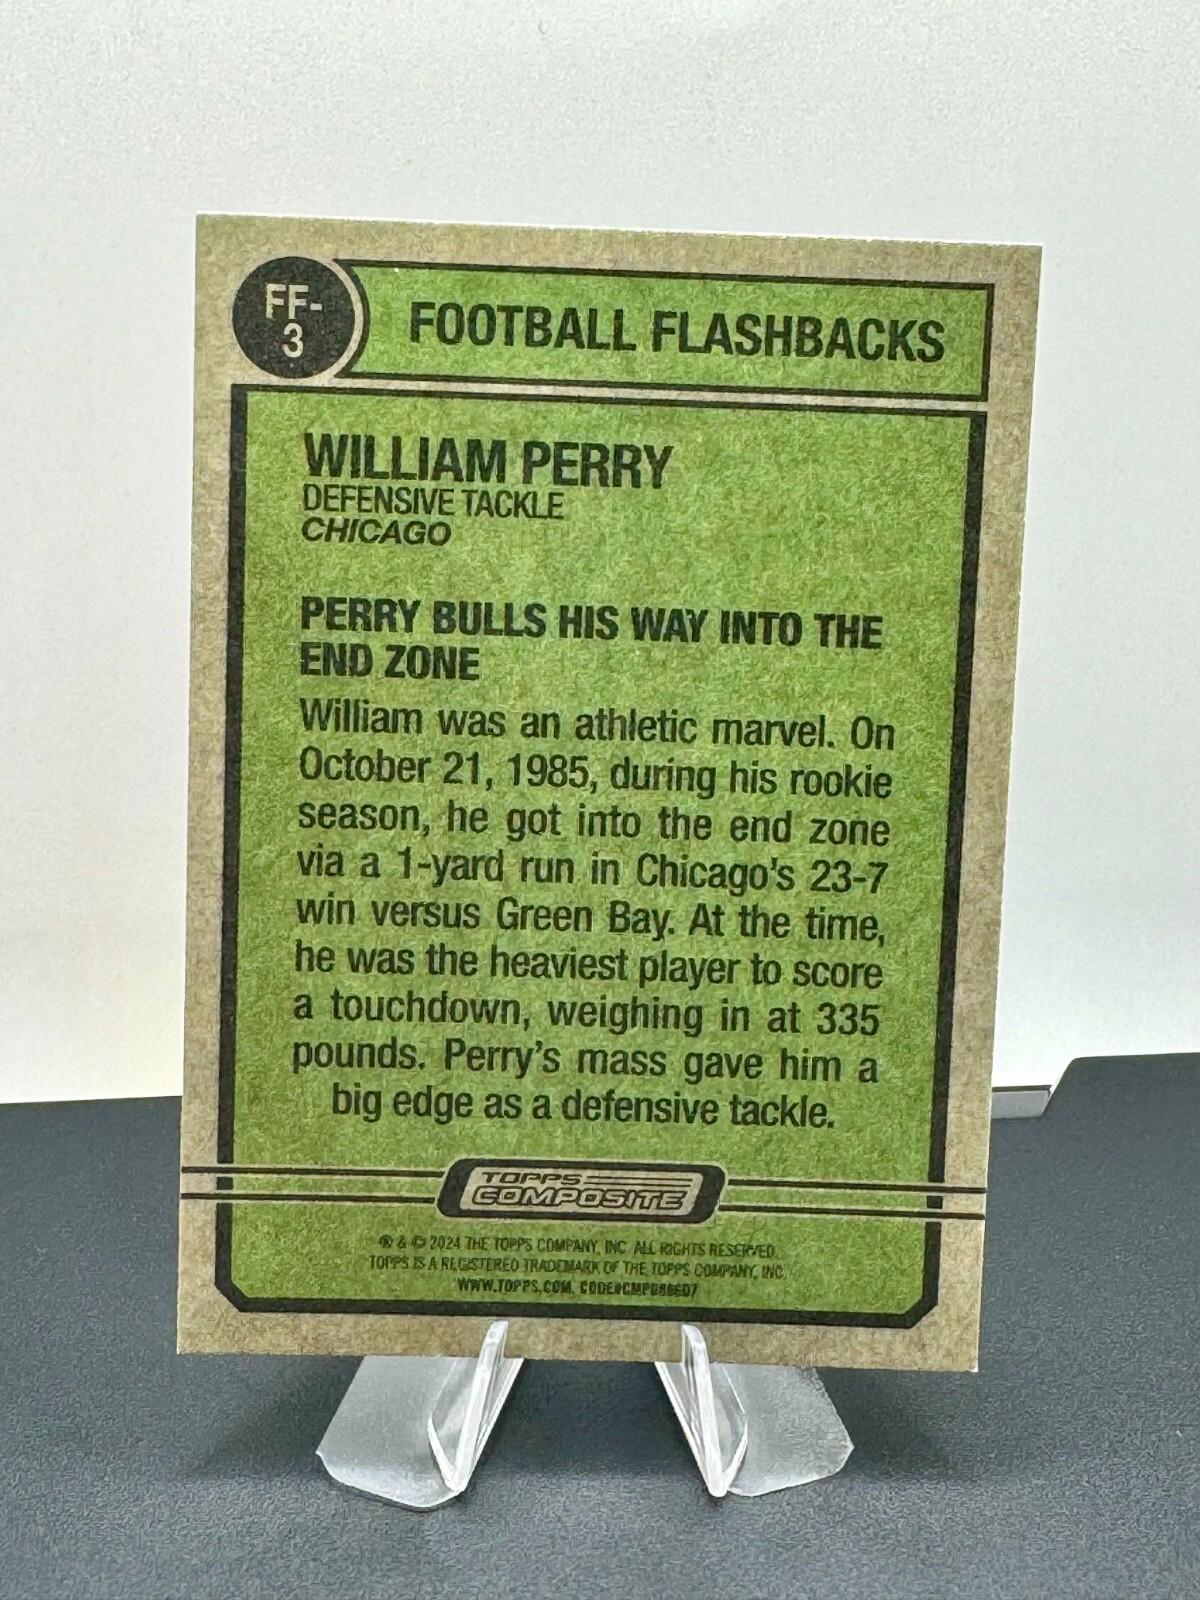 FF-
3
FOOTBALL FLASHBACKS
WILLIAM PERRY
DEFENSIVE TACKLE
CHICAGO
PERRY BULLS HIS WAY INTO THE
END ZONE
William was an athletic marvel. On
October 21, 1985, during his rookie
season, he got into the end zone
via a 1-yard run in Chicago's 23-7
win versus Green Bay. At the time,
he was the heaviest player to score
a touchdown, weighing in at 335
pounds. Perry's mass gave him a
big edge as a defensive tackle.
TOPPS
COMPOSITE
® & © 2024 THE TOPPS COMPANY, INC. ALL RIGHTS RESERVED.
TOPPS IS A REGISTERED TRADEMARK OF THE TOPPS COMPANY, INC.
WWW.TOPPS.COM.